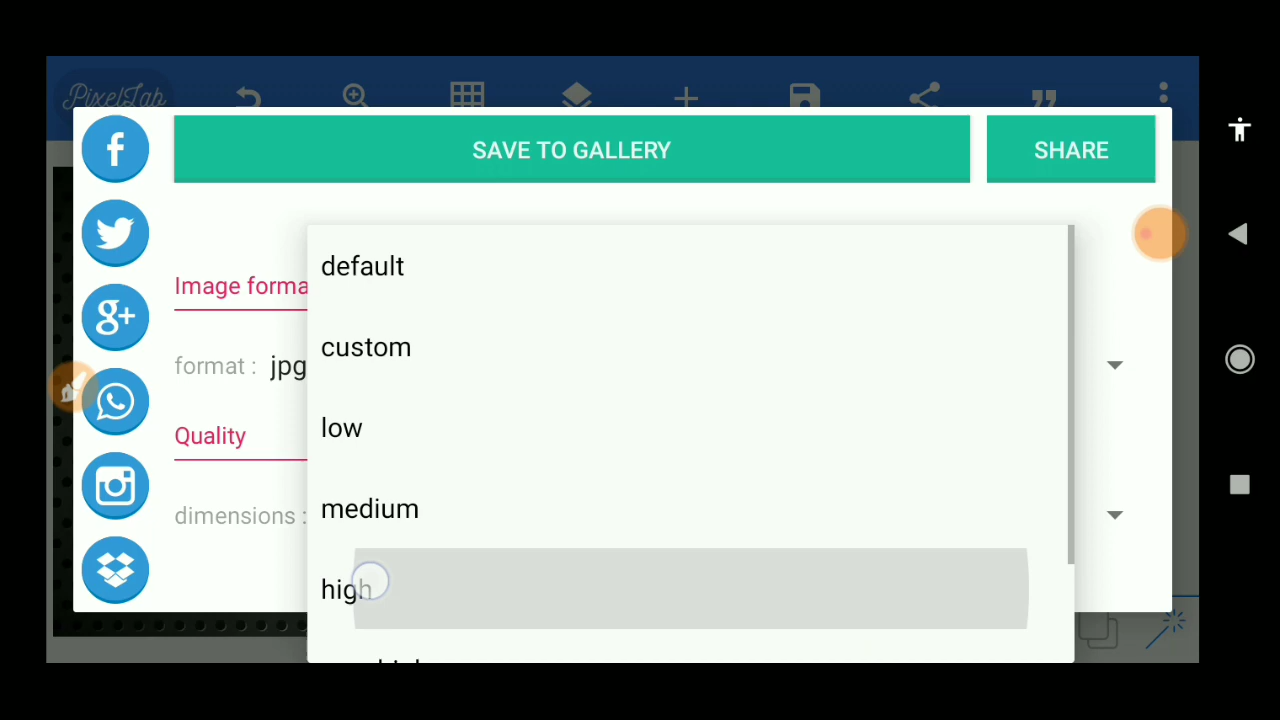 PixelLab
SAVE TO GALLERY
SHARE
default
Image forma
custom
format : jpg
low
Quality
medium
dimensions :
high